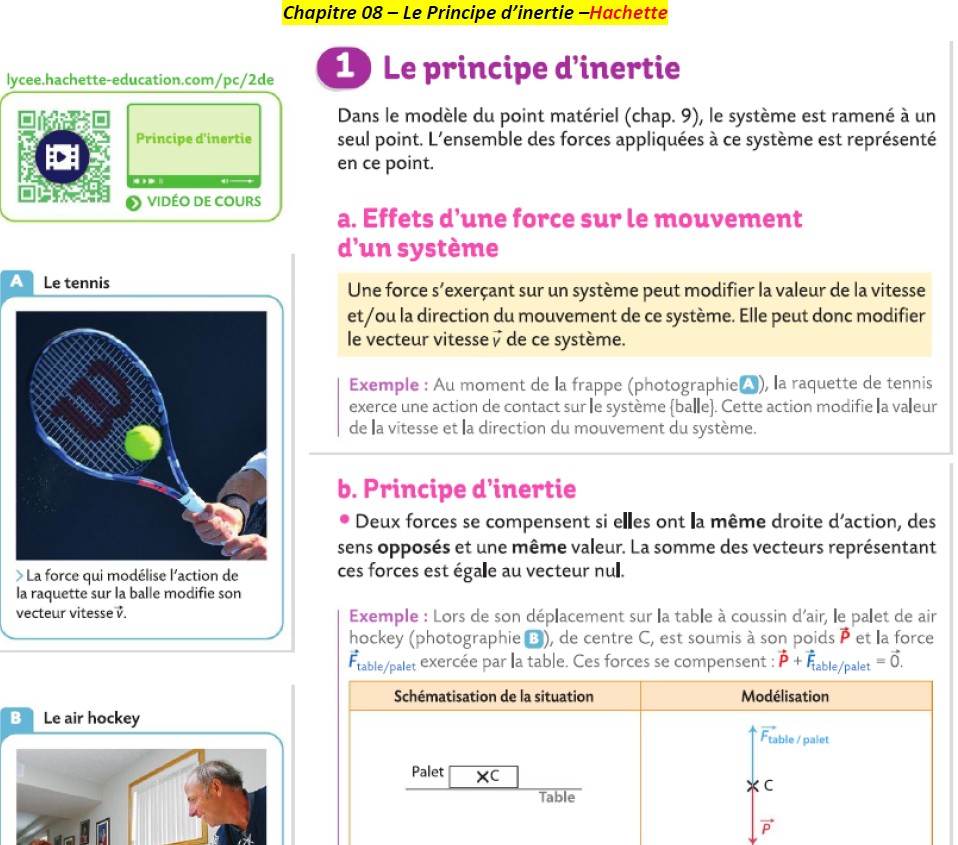 Chapitre 08 – Le Principe d’inertie –Hachette
lycee.hachette-education.com/pc/2de
Principe d'inertie
VIDÉO DE COURS
A Le tennis
W
> La force qui modélise l’action de
la raquette sur la balle modifie son
vecteur vitesse v⃗.
B Le air hockey
1 Le principe d’inertie
Dans le modèle du point matériel (chap. 9), le système est ramené à un
seul point. L’ensemble des forces appliquées à ce système est représenté
en ce point.
a. Effets d’une force sur le mouvement
d’un système
Une force s’exerçant sur un système peut modifier la valeur de la vitesse
et/ou la direction du mouvement de ce système. Elle peut donc modifier
le vecteur vitesse v⃗ de ce système.
Exemple : Au moment de la frappe (photographie A), la raquette de tennis
exerce une action de contact sur le système {balle}. Cette action modifie la valeur
de la vitesse et la direction du mouvement du système.
b. Principe d’inertie
• Deux forces se compensent si elles ont la même droite d’action, des
sens opposés et une même valeur. La somme des vecteurs représentant
ces forces est égale au vecteur nul.
Exemple : Lors de son déplacement sur la table à coussin d’air, le palet de air
hockey (photographie B), de centre C, est soumis à son poids P⃗ et la force
F⃗table/palet exercée par la table. Ces forces se compensent : P⃗ + F⃗table/palet = 0⃗.
Schématisation de la situation
Modélisation
Palet
C
Table
F⃗table / palet
C
P⃗